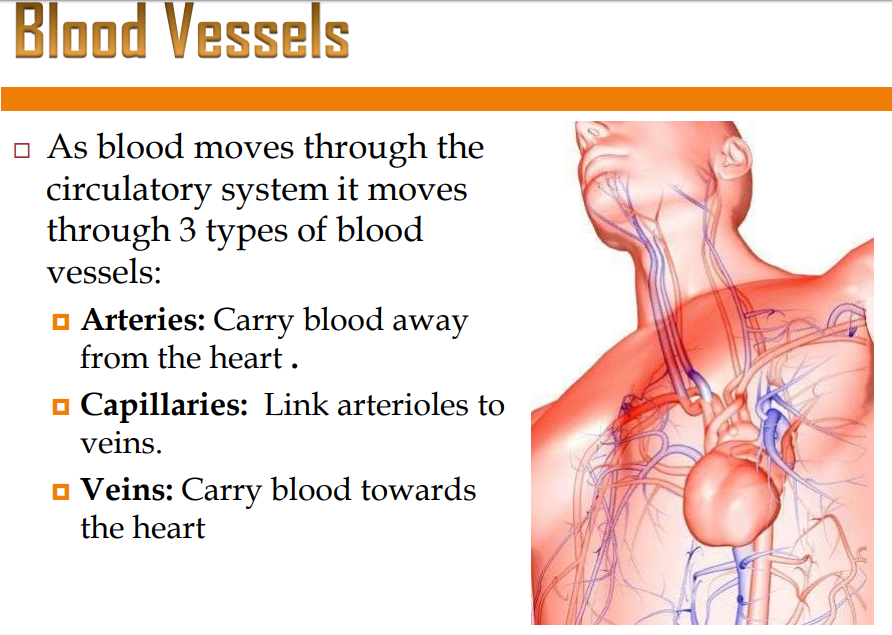 Blood Vessels
As blood moves through the
circulatory system it moves
through 3 types of blood
vessels:
Arteries: Carry blood away
from the heart .
Capillaries: Link arterioles to
veins.
Veins: Carry blood towards
the heart